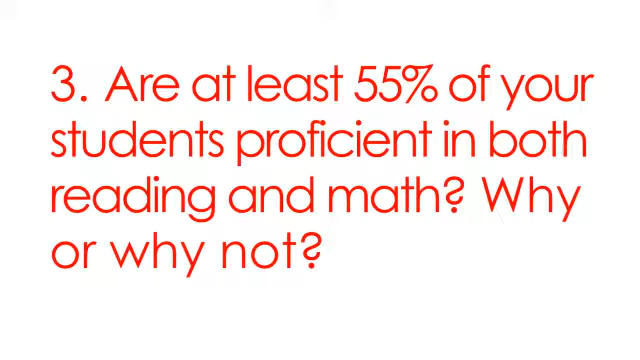 3. Are at least 55% of your
students proficient in both
reading and math? Why
or why not?